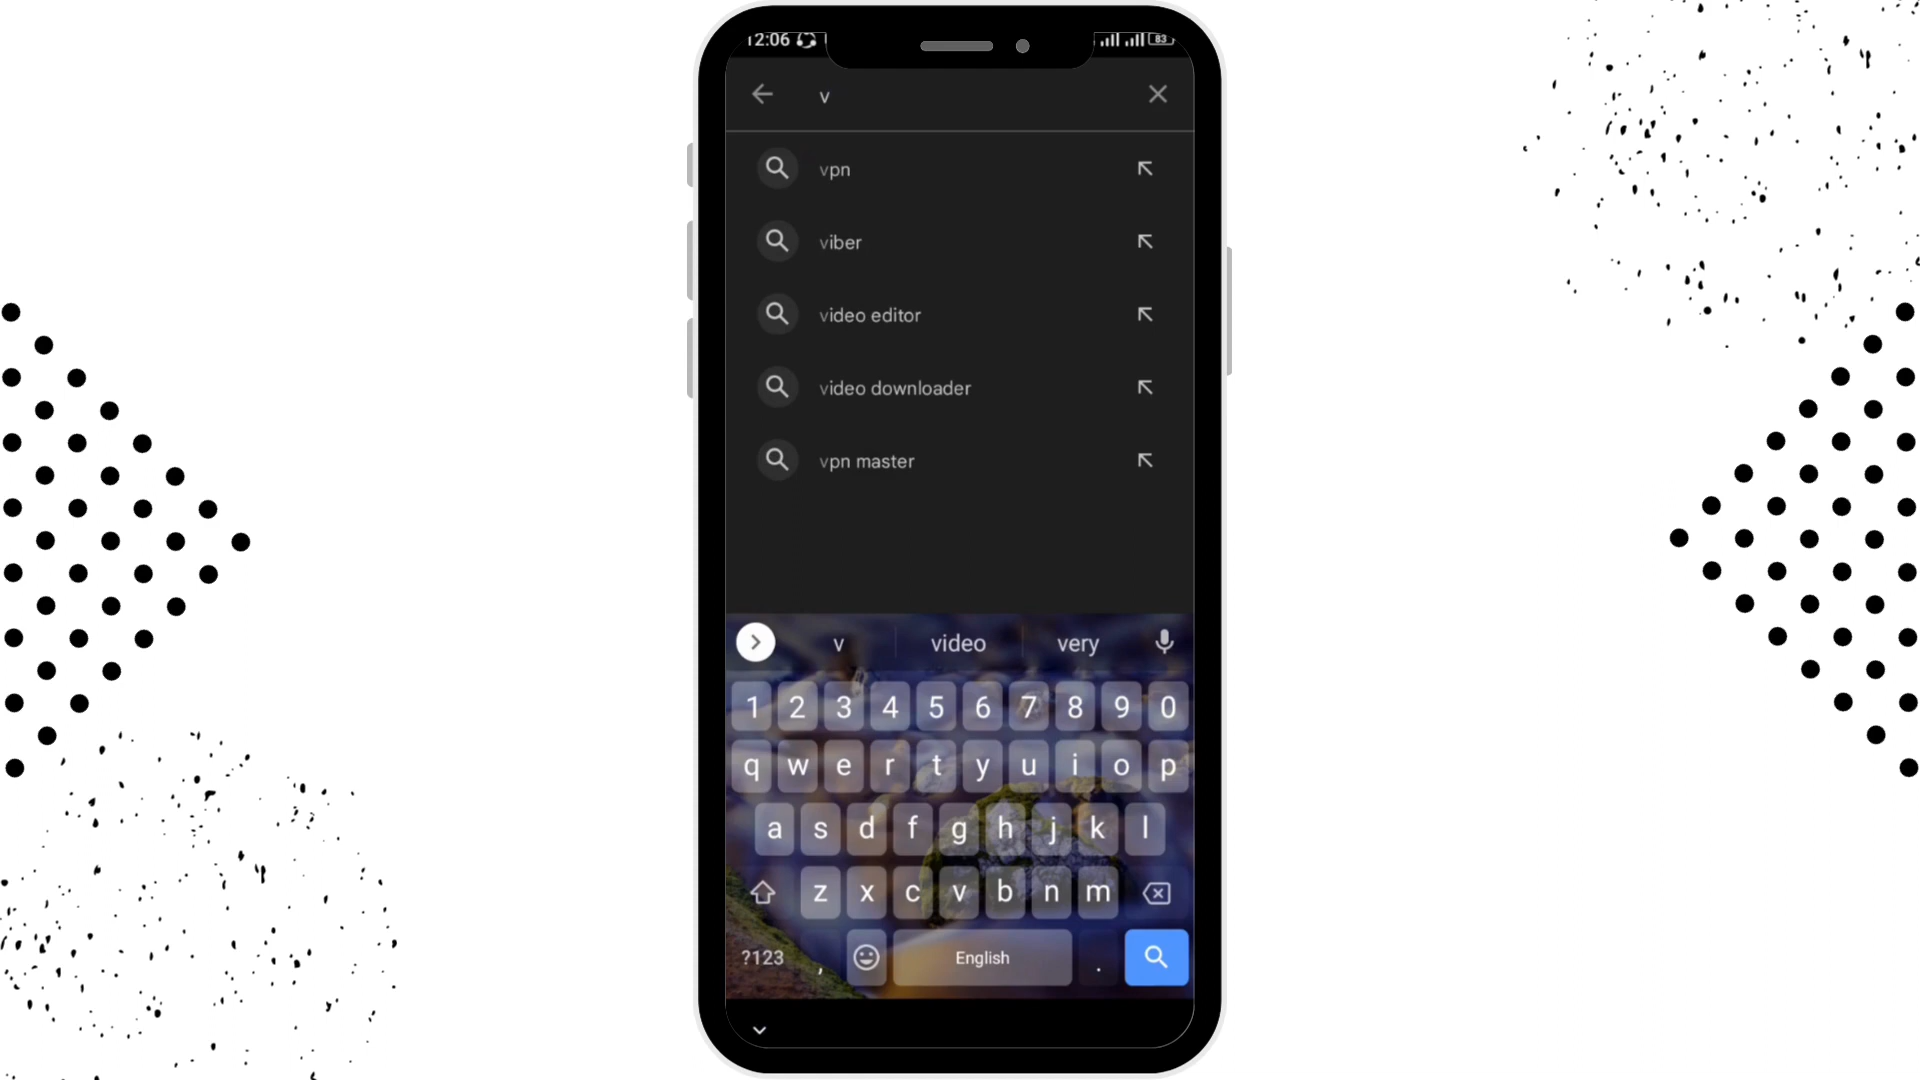 12:06
83
v
vpn
viber
video editor
video downloader
vpn master
v video very
1 2 3 4 5 6 7 8 9 0
q w e r t y u i o p
a s d f g h j k l
z x c v b n m
?123 , English .